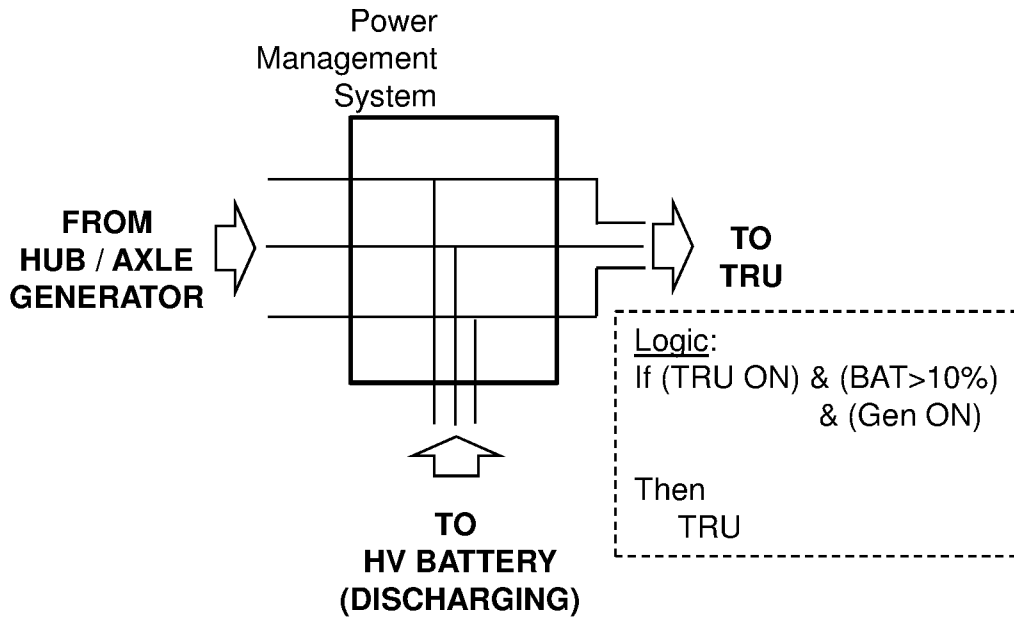 Power
Management
System
FROM
HUB / AXLE
GENERATOR
TO
TRU
Logic:
If (TRU ON) & (BAT>10%)
& (Gen ON)
Then
TRU
TO
HV BATTERY
(DISCHARGING)